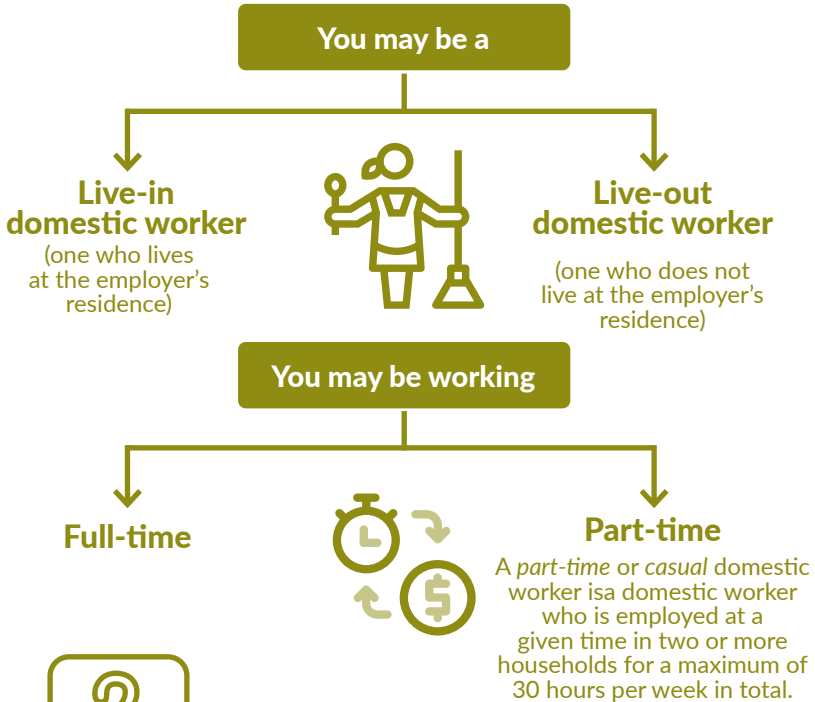 You may be a
Live-in
domestic worker
(one who lives
at the employer's
residence)
Live-out
domestic worker
(one who does not
live at the employer's
residence)
You may be working
Full-time
Part-time
A part-time or casual domestic
worker isa domestic worker
who is employed at a
given time in two or more
households for a maximum of
30 hours per week in total.